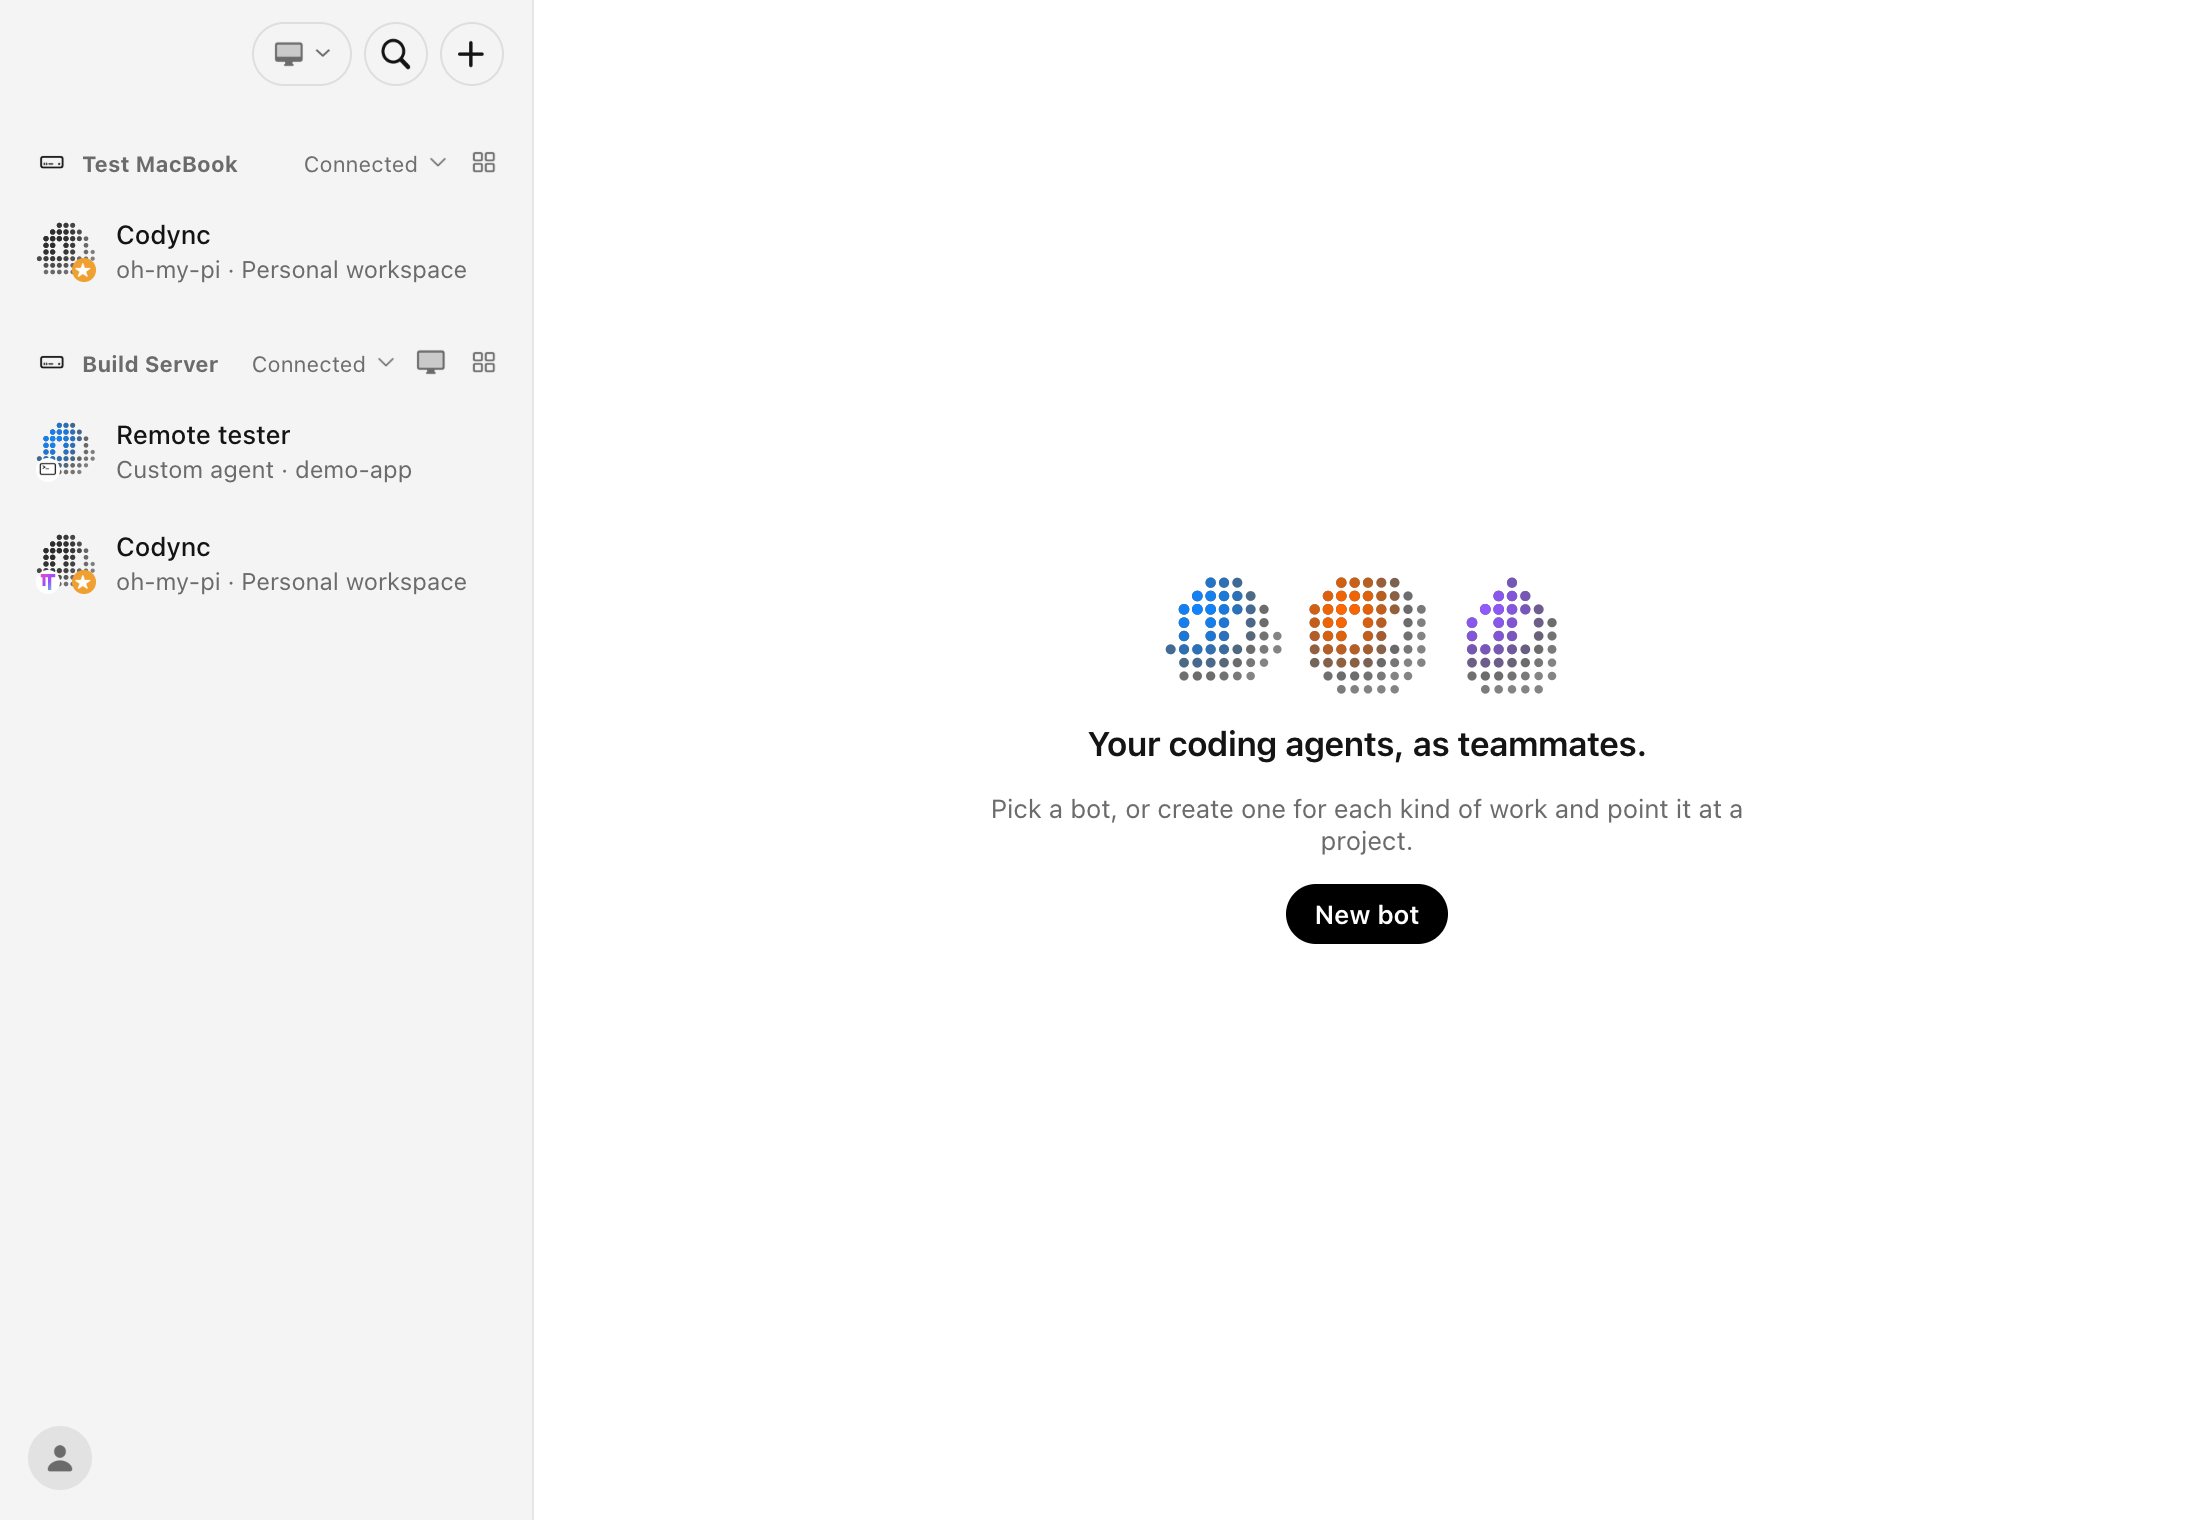 Test MacBook Connected
Codync
oh-my-pi · Personal workspace
Build Server Connected
Remote tester
Custom agent · demo-app
Codync
oh-my-pi · Personal workspace
Your coding agents, as teammates.
Pick a bot, or create one for each kind of work and point it at a
project.
New bot